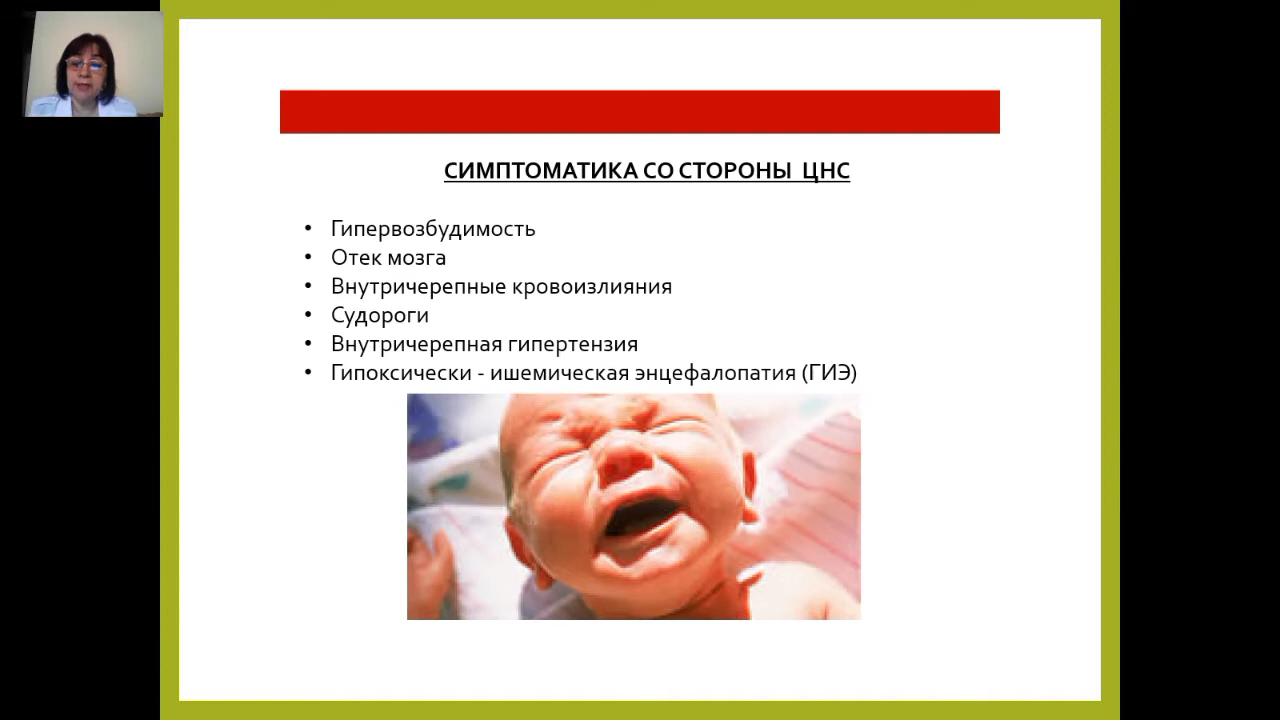 СИМПТОМАТИКА СО СТОРОНЫ ЦНС
• Гипервозбудимость
• Отек мозга
• Внутричерепные кровоизлияния
• Судороги
• Внутричерепная гипертензия
• Гипоксически - ишемическая энцефалопатия (ГИЭ)